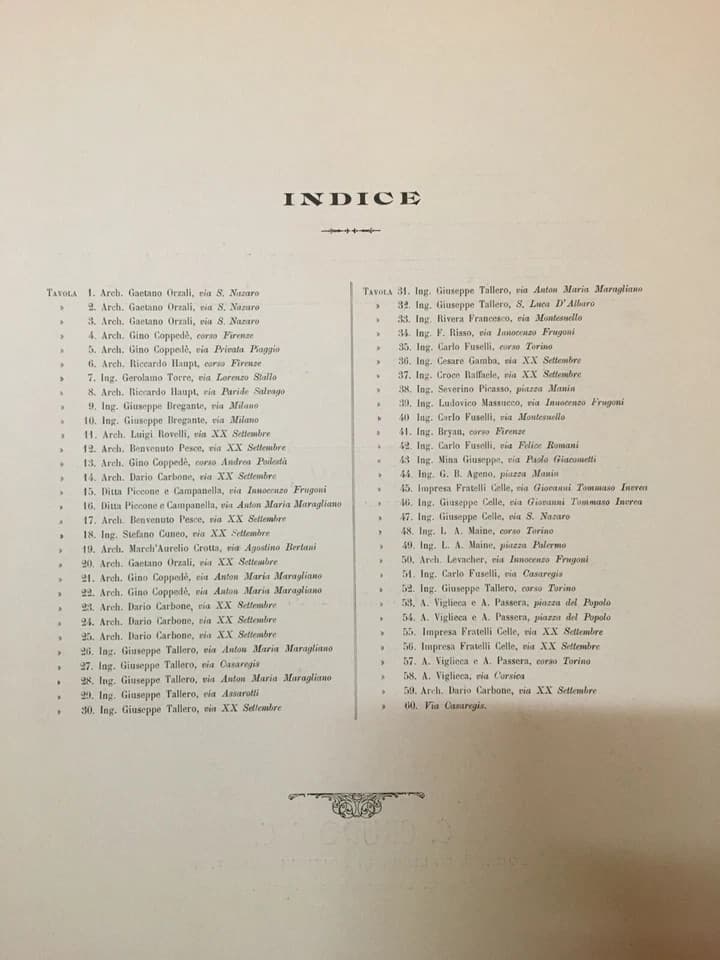 INDICE
TAVOLA 1. Arch. Gaetano Orzali, via S. Nazaro
» 2. Arch. Gaetano Orzali, via S. Nazaro
» 3. Arch. Gaetano Orzali, via S. Nazaro
» 4. Arch. Gino Coppedè, corso Firenze
» 5. Arch. Gino Coppedè, via Privata Piaggio
» 6. Arch. Riccardo Haupt, corso Firenze
» 7. Ing. Gerolamo Torre, via Lorenzo Stallo
» 8. Arch. Riccardo Haupt, via Paride Salvago
» 9. Ing. Giuseppe Bregante, via Milano
» 10. Ing. Giuseppe Bregante, via Milano
» 11. Arch. Luigi Rovelli, via XX Settembre
» 12. Arch. Benvenuto Pesce, via XX Settembre
» 13. Arch. Gino Coppedè, corso Andrea Podestà
» 14. Arch. Dario Carbone, via XX Settembre
» 15. Ditta Piccone e Campanella, via Innocenzo Frugoni
» 16. Ditta Piccone e Campanella, via Anton Maria Maragliano
» 17. Arch. Benvenuto Pesce, via XX Settembre
» 18. Ing. Stefano Cuneo, via XX Settembre
» 19. Arch. March'Aurelio Crotta, via Agostino Bertani
» 20. Arch. Gaetano Orzali, via XX Settembre
» 21. Arch. Gino Coppedè, via Anton Maria Maragliano
» 22. Arch. Gino Coppedè, via Anton Maria Maragliano
» 23. Arch. Dario Carbone, via XX Settembre
» 24. Arch. Dario Carbone, via XX Settembre
» 25. Arch. Dario Carbone, via XX Settembre
» 26. Ing. Giuseppe Tallero, via Anton Maria Maragliano
» 27. Ing. Giuseppe Tallero, via Casaregis
» 28. Ing. Giuseppe Tallero, via Anton Maria Maragliano
» 29. Ing. Giuseppe Tallero, via Assarotti
» 30. Ing. Giuseppe Tallero, via XX Settembre
TAVOLA 31. Ing. Giuseppe Tallero, via Anton Maria Maragliano
» 32. Ing. Giuseppe Tallero, S. Luca D'Albaro
» 33. Ing. Rivera Francesco, via Montesuello
» 34. Ing. F. Risso, via Innocenzo Frugoni
» 35. Ing. Carlo Fuselli, corso Torino
» 36. Ing. Cesare Gamba, via XX Settembre
» 37. Ing. Croce Raffaele, via XX Settembre
» 38. Ing. Severino Picasso, piazza Manin
» 39. Ing. Ludovico Massucco, via Innocenzo Frugoni
» 40 Ing. Carlo Fuselli, via Montesuello
» 41. Ing. Bryan, corso Firenze
» 42. Ing. Carlo Fuselli, via Felice Romani
» 43 Ing. Mina Giuseppe, via Paolo Giacometti
» 44. Ing. G. B. Ageno, piazza Manin
» 45. Impresa Fratelli Celle, via Giovanni Tommaso Invrea
» 46. Ing. Giuseppe Celle, via Giovanni Tommaso Invrea
» 47. Ing. Giuseppe Celle, via S. Nazaro
» 48. Ing. L. A. Maine, corso Torino
» 49. Ing. L. A. Maine, piazza Palermo
» 50. Arch. Levacher, via Innocenzo Frugoni
» 51. Ing. Carlo Fuselli, via Casaregis
» 52. Ing. Giuseppe Tallero, corso Torino
» 53. A. Viglieca e A. Passera, piazza del Popolo
» 54. A. Viglieca e A. Passera, piazza del Popolo
» 55. Impresa Fratelli Celle, via XX Settembre
» 56. Impresa Fratelli Celle, via XX Settembre
» 57. A. Viglieca e A. Passera, corso Torino
» 58. A. Viglieca, via Corsica
» 59. Arch. Dario Carbone, via XX Settembre
» 60. Via Casaregis.